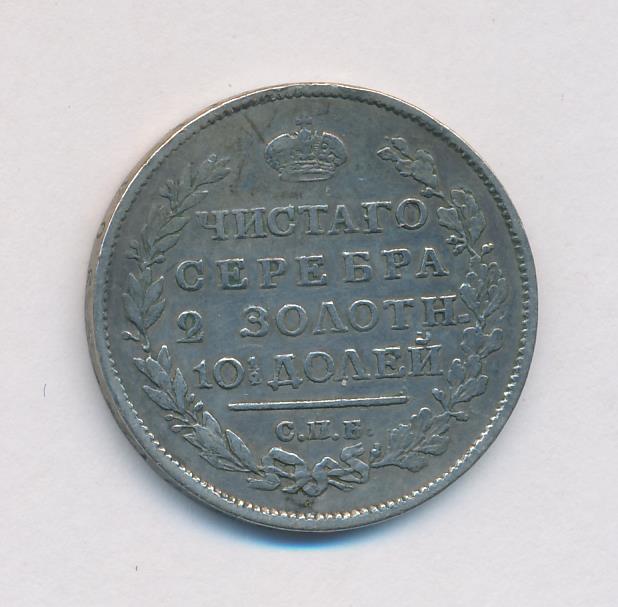 ЧИСТАГО
СЕРЕБРА
2 ЗОЛОТН.
10½ ДОЛЕЙ
С.П.Б.